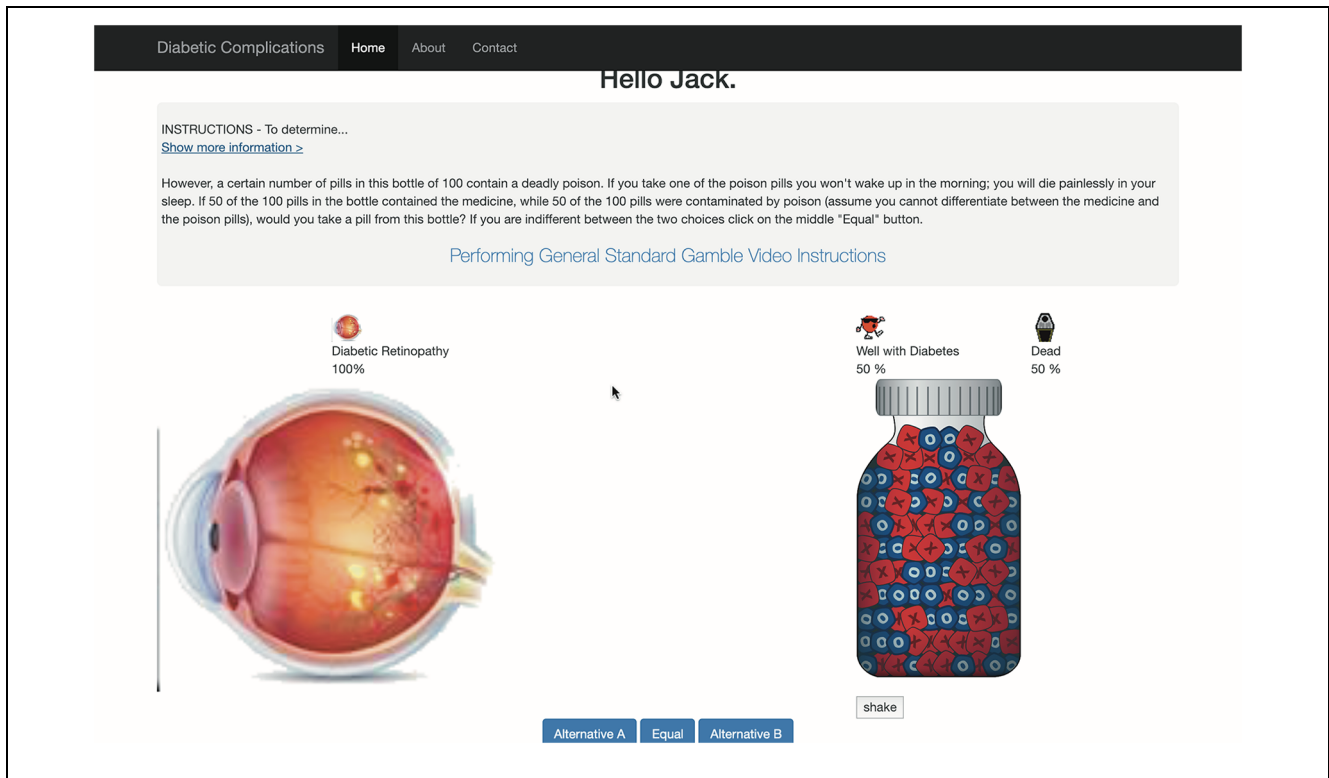 Diabetic Complications Home About Contact
Hello Jack.
INSTRUCTIONS - To determine...
Show more information >
However, a certain number of pills in this bottle of 100 contain a deadly poison. If you take one of the poison pills you won't wake up in the morning; you will die painlessly in your
sleep. If 50 of the 100 pills in the bottle contained the medicine, while 50 of the 100 pills were contaminated by poison (assume you cannot differentiate between the medicine and
the poison pills), would you take a pill from this bottle? If you are indifferent between the two choices click on the middle "Equal" button.
Performing General Standard Gamble Video Instructions
Diabetic Retinopathy
100%
Well with Diabetes
50 %
Dead
50 %
shake
Alternative A Equal Alternative B